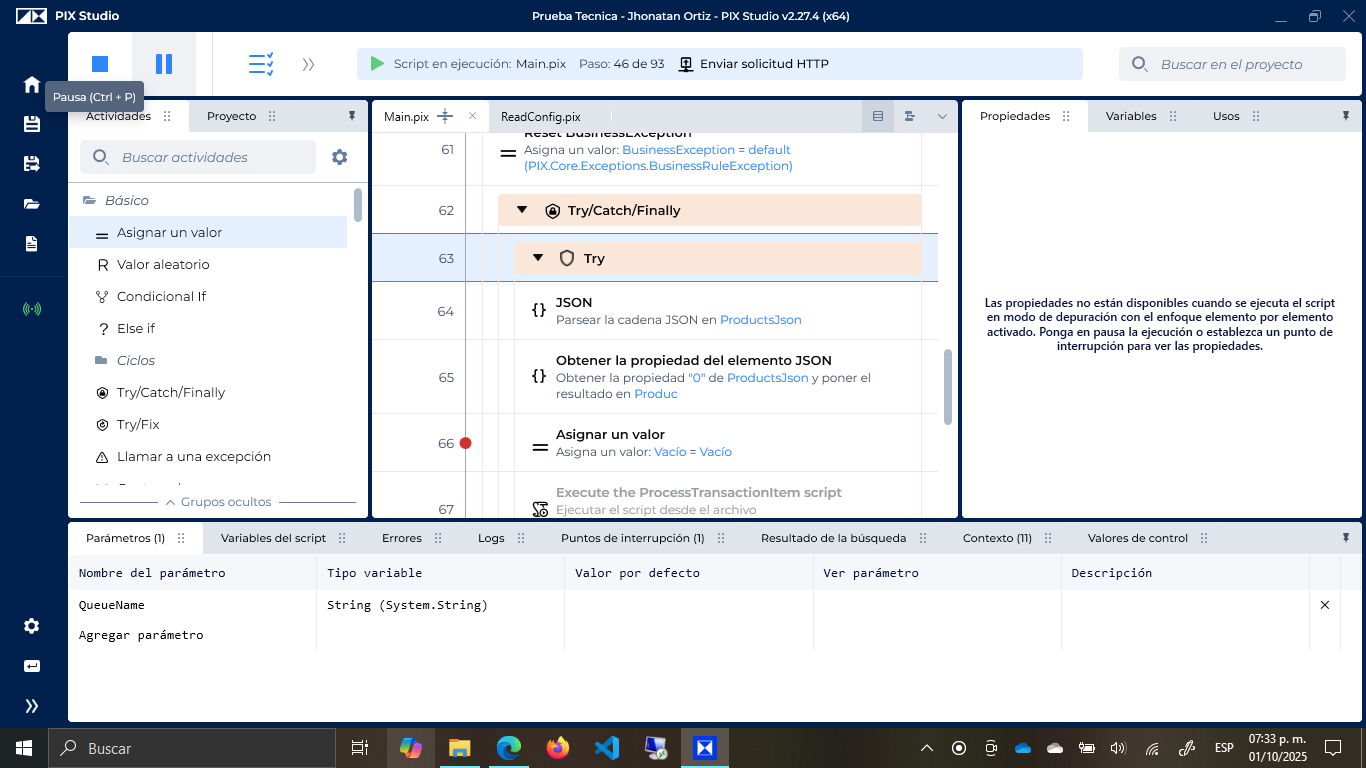 PIX Studio
Prueba Tecnica - Jhonatan Ortiz - PIX Studio v2.27.4 (x64)
Script en ejecución: Main.pix Paso: 46 de 93 Enviar solicitud HTTP
Buscar en el proyecto
Pausa (Ctrl + P)
Actividades
Proyecto
Buscar actividades
Básico
Asignar un valor
Valor aleatorio
Condicional If
Else if
Ciclos
Try/Catch/Finally
Try/Fix
Llamar a una excepción
Grupos ocultos
Main.pix
ReadConfig.pix
Reset BusinessException
61
Asigna un valor: BusinessException = default
(PIX.Core.Exceptions.BusinessRuleException)
62
Try/Catch/Finally
63
Try
64
JSON
Parsear la cadena JSON en ProductsJson
65
Obtener la propiedad del elemento JSON
Obtener la propiedad "0" de ProductsJson y poner el
resultado en Produc
66
Asignar un valor
Asigna un valor: Vacío = Vacío
67
Execute the ProcessTransactionItem script
Ejecutar el script desde el archivo
Propiedades
Variables
Usos
Las propiedades no están disponibles cuando se ejecuta el script
en modo de depuración con el enfoque elemento por elemento
activado. Ponga en pausa la ejecución o establezca un punto de
interrupción para ver las propiedades.
Parámetros (1)
Variables del script
Errores
Logs
Puntos de interrupción (1)
Resultado de la búsqueda
Contexto (11)
Valores de control
Nombre del parámetro
Tipo variable
Valor por defecto
Ver parámetro
Descripción
QueueName
String (System.String)
Agregar parámetro
Buscar
ESP
07:33 p. m.
01/10/2025